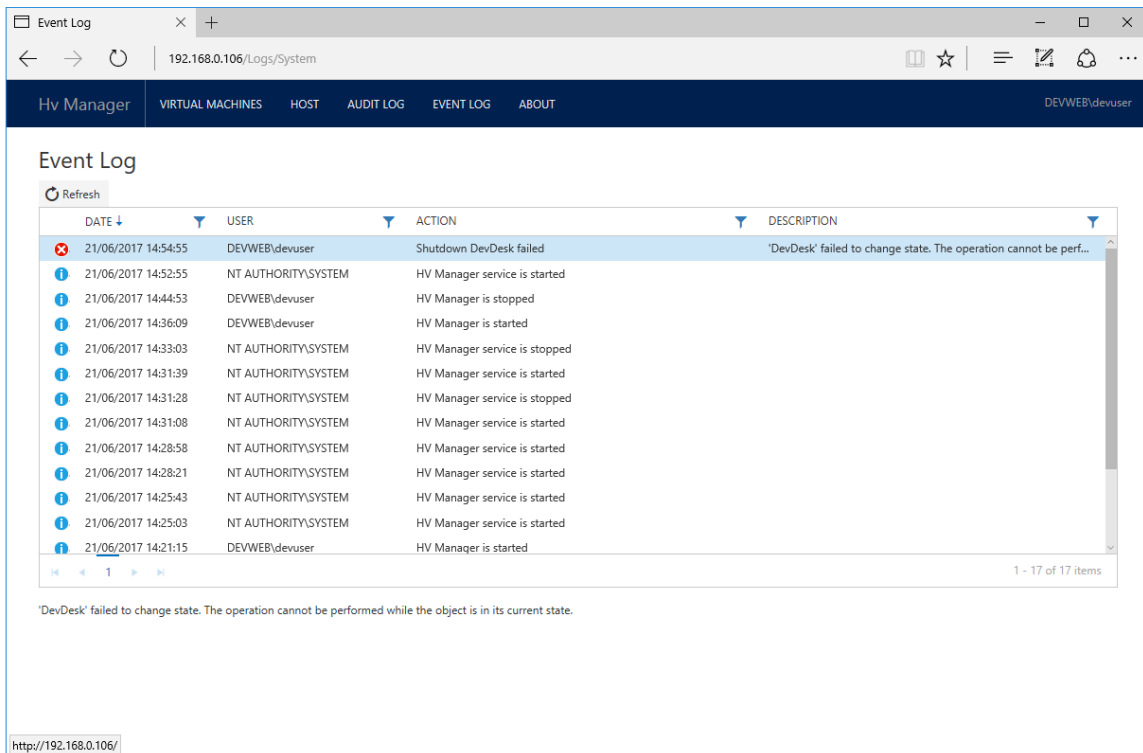 Event Log
192.168.0.106/Logs/System
Hv Manager VIRTUAL MACHINES HOST AUDIT LOG EVENT LOG ABOUT DEVWEB\devuser
Event Log
Refresh
DATE USER ACTION DESCRIPTION
21/06/2017 14:54:55 DEVWEB\devuser Shutdown DevDesk failed 'DevDesk' failed to change state. The operation cannot be perf...
21/06/2017 14:52:55 NT AUTHORITY\SYSTEM HV Manager service is started
21/06/2017 14:44:53 DEVWEB\devuser HV Manager is stopped
21/06/2017 14:36:09 DEVWEB\devuser HV Manager is started
21/06/2017 14:33:03 NT AUTHORITY\SYSTEM HV Manager service is stopped
21/06/2017 14:31:39 NT AUTHORITY\SYSTEM HV Manager service is started
21/06/2017 14:31:28 NT AUTHORITY\SYSTEM HV Manager service is stopped
21/06/2017 14:31:08 NT AUTHORITY\SYSTEM HV Manager service is started
21/06/2017 14:28:58 NT AUTHORITY\SYSTEM HV Manager service is started
21/06/2017 14:28:21 NT AUTHORITY\SYSTEM HV Manager service is started
21/06/2017 14:25:43 NT AUTHORITY\SYSTEM HV Manager service is started
21/06/2017 14:25:03 NT AUTHORITY\SYSTEM HV Manager service is started
21/06/2017 14:21:15 DEVWEB\devuser HV Manager is started
1 1 - 17 of 17 items
'DevDesk' failed to change state. The operation cannot be performed while the object is in its current state.
http://192.168.0.106/